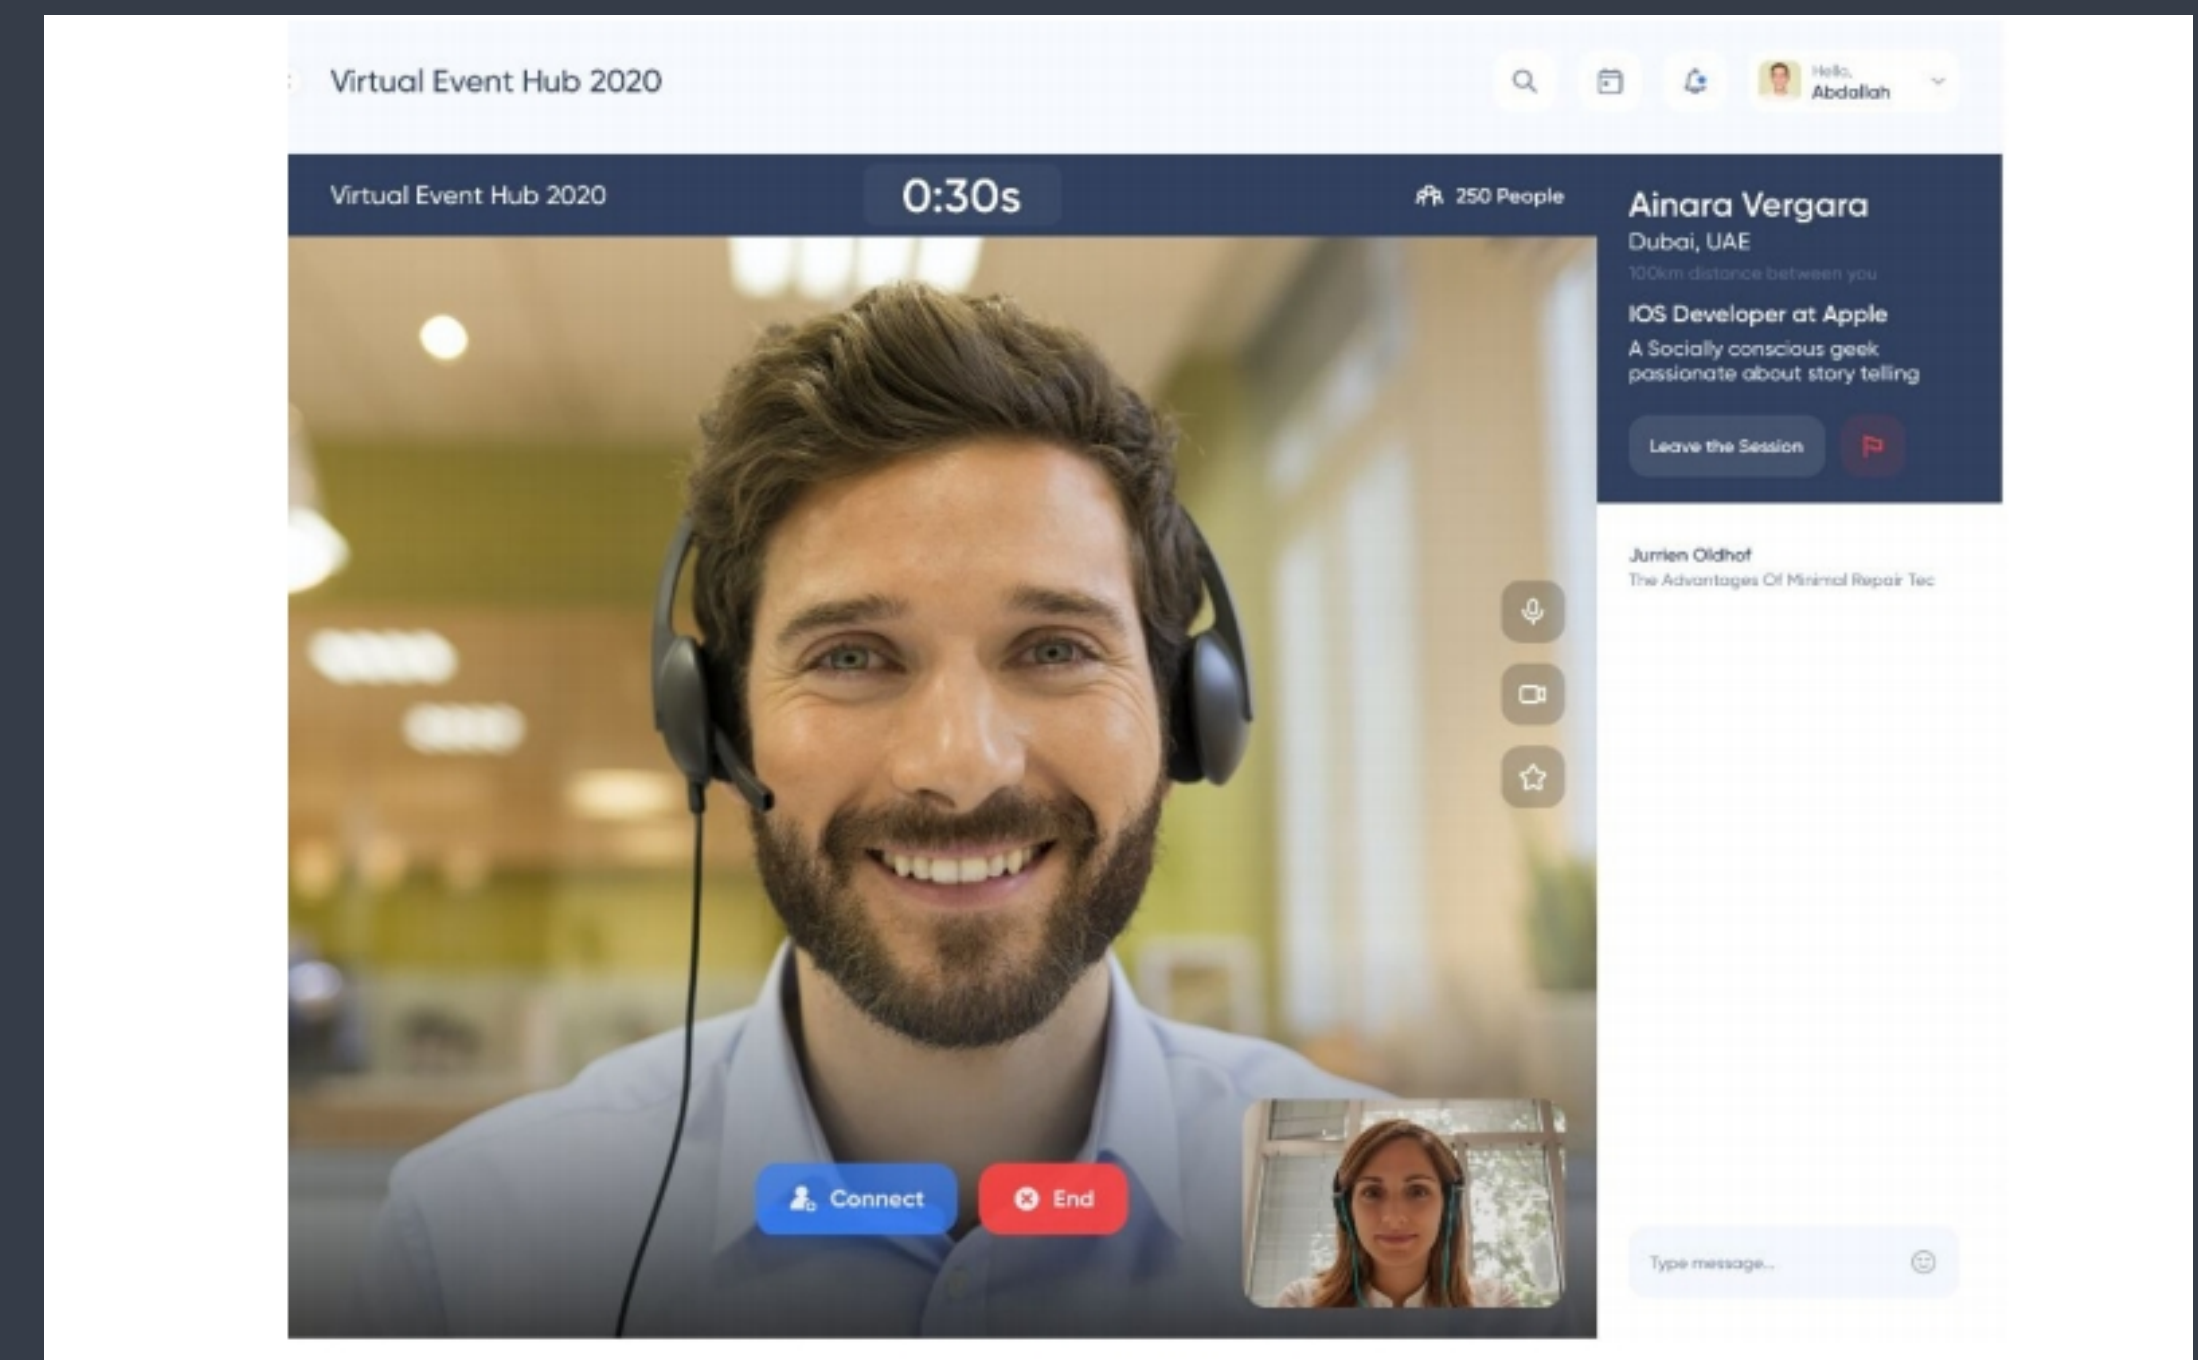 Virtual Event Hub 2020
Hello,
Abdallah
Virtual Event Hub 2020
0:30s
250 People
Ainara Vergara
Dubai, UAE
100km distance between you
IOS Developer at Apple
A Socially conscious geek
passionate about story telling
Leave the Session
Jurrien Oldhof
The Advantages Of Minimal Repair Tec
Connect
End
Type message...